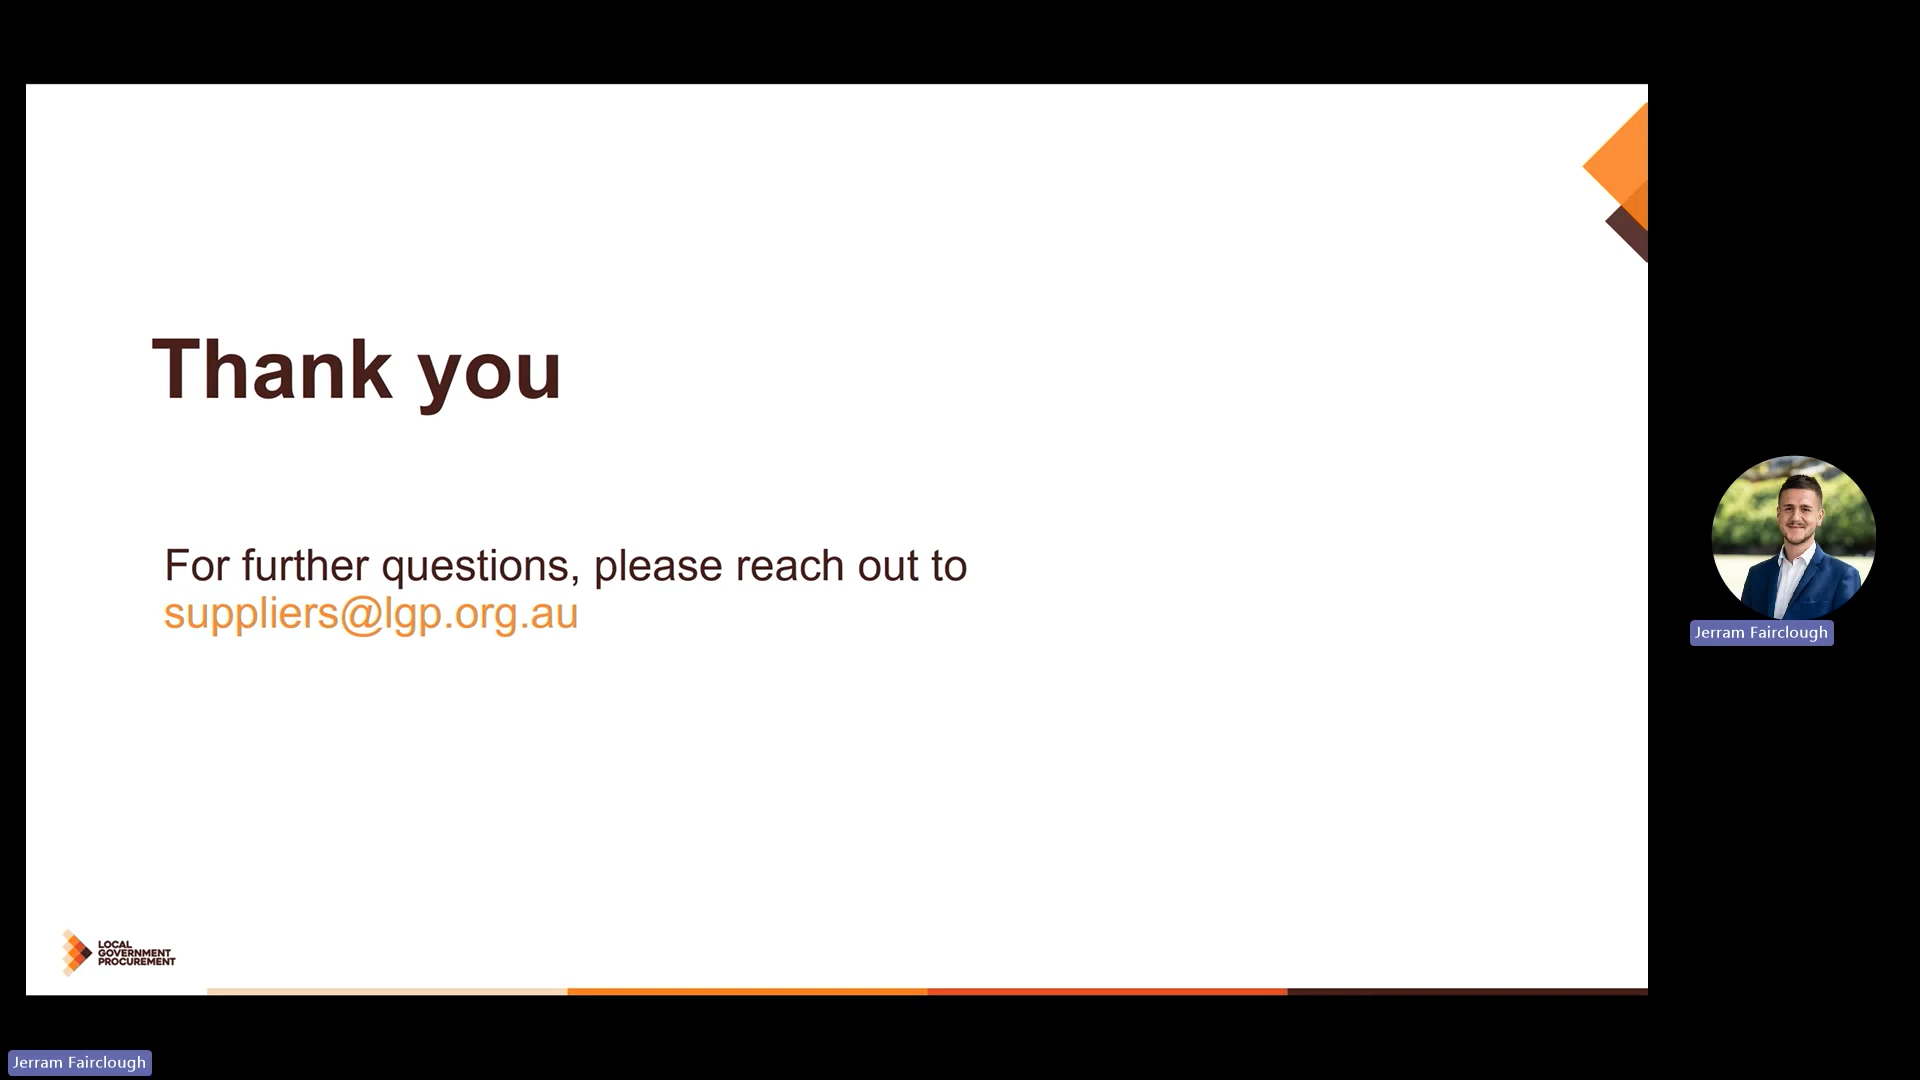 Thank you
For further questions, please reach out to
suppliers@lgp.org.au
Jerram Fairclough
LOCAL
GOVERNMENT
PROCUREMENT
Jerram Fairclough